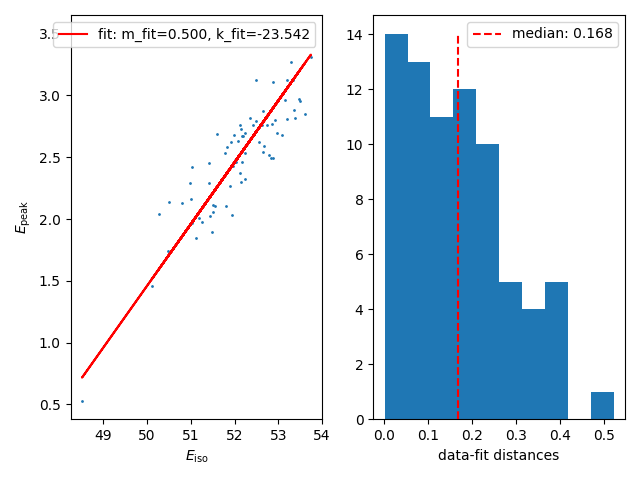 fit: m_fit=0.500, k_fit=-23.542
3.5
3.0
2.5
2.0
1.5
1.0
0.5
E_peak
49 50 51 52 53 54
E_iso
median: 0.168
14
12
10
8
6
4
2
0
0.0 0.1 0.2 0.3 0.4 0.5
data-fit distances